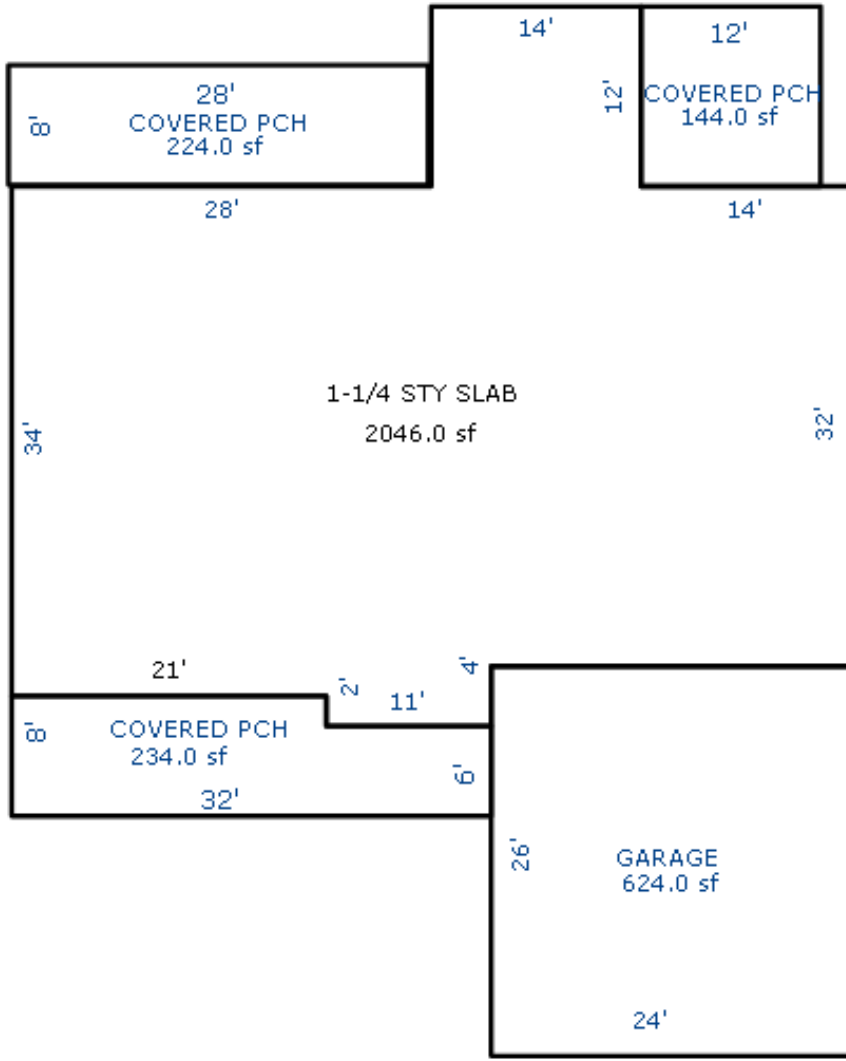 14'
12'
28'
COVERED PCH
224.0 sf
8'
12'
COVERED PCH
144.0 sf
28'
14'
1-1/4 STY SLAB
2046.0 sf
34'
32'
21'
2'
4'
11'
8'
COVERED PCH
234.0 sf
6'
32'
26'
GARAGE
624.0 sf
24'